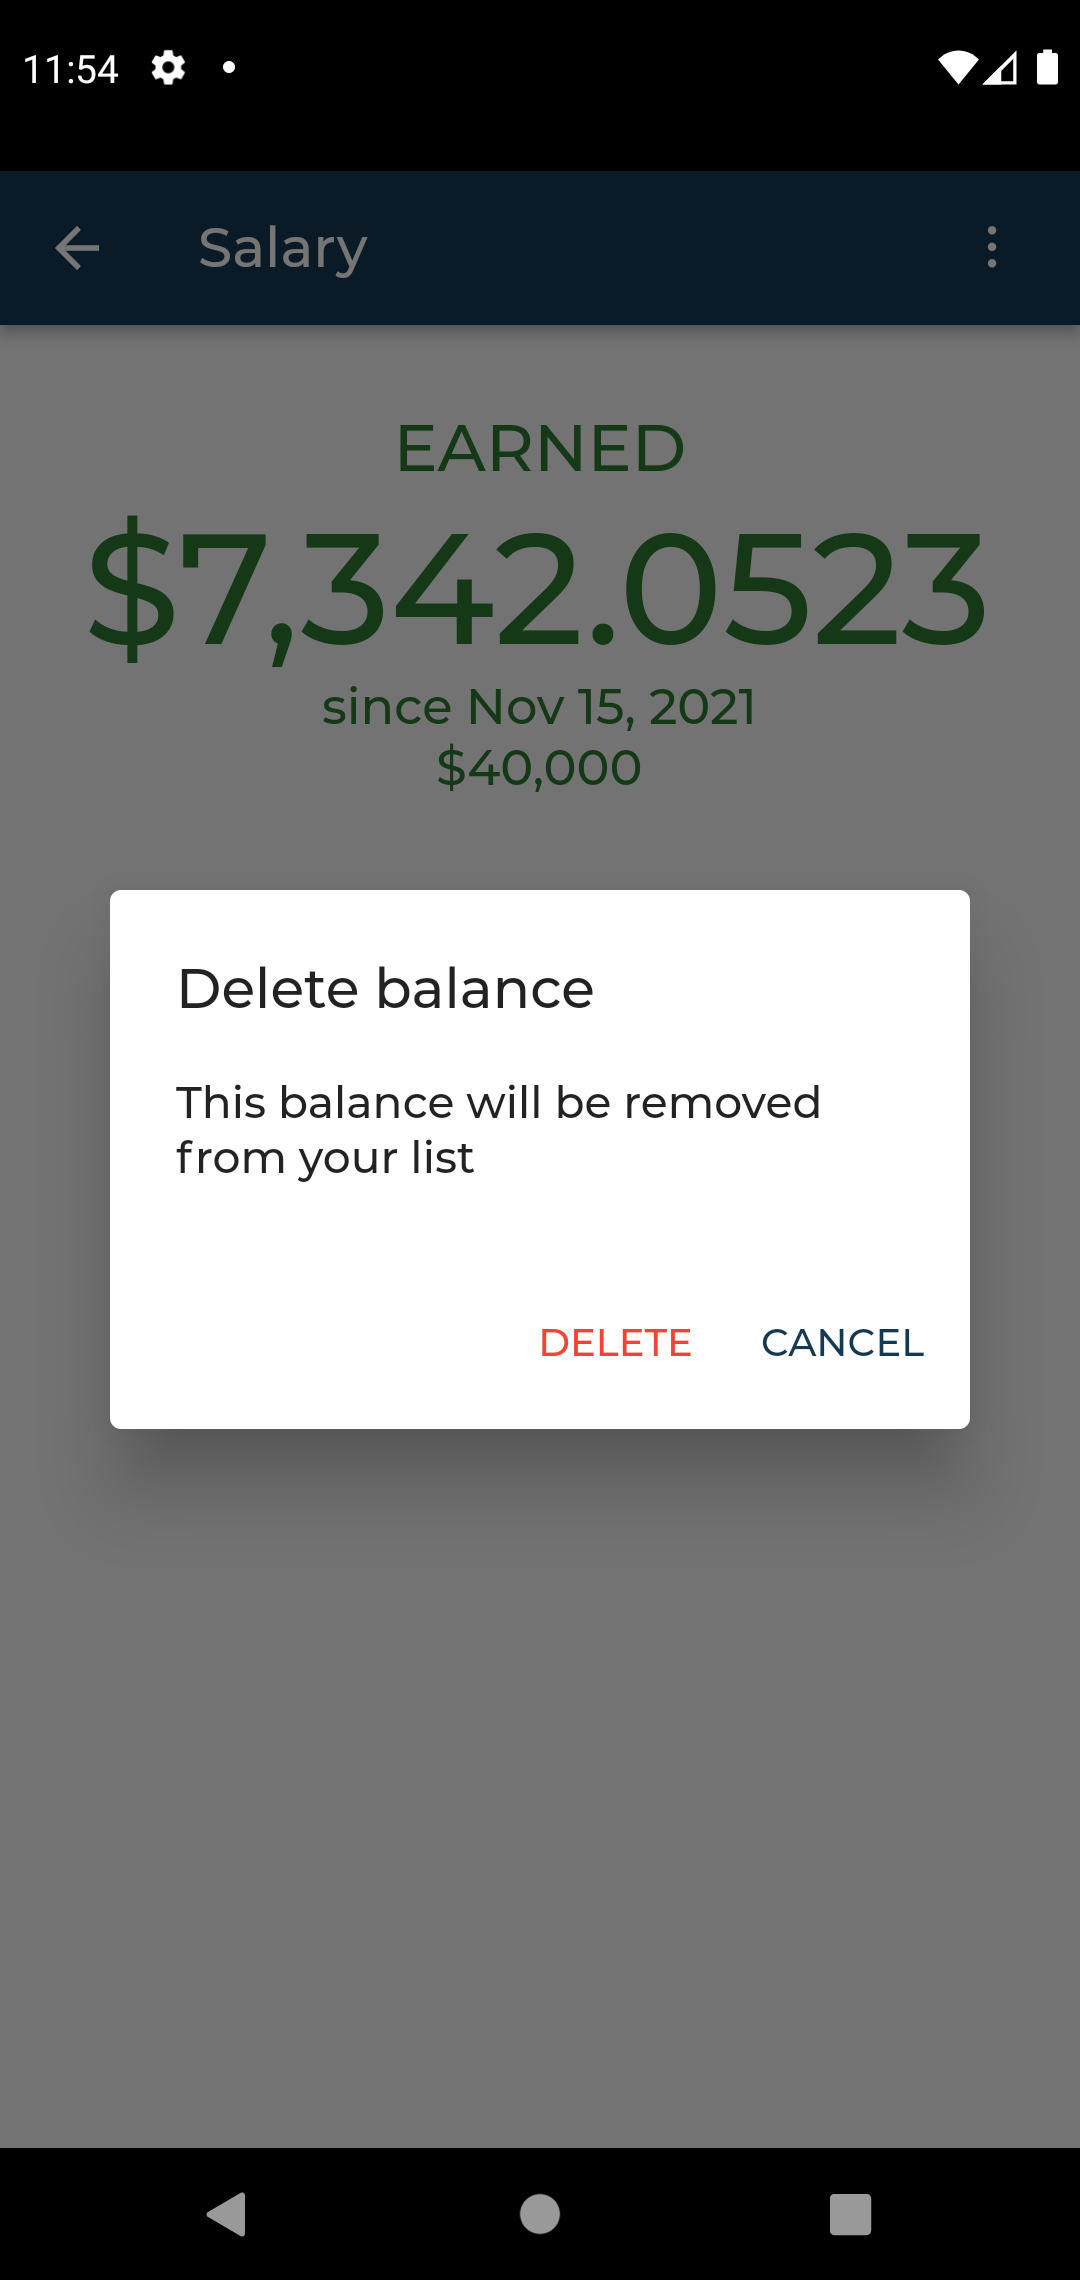 11:54
Salary
EARNED
$7,342.0523
since Nov 15, 2021
$40,000
Delete balance
This balance will be removed
from your list
DELETE CANCEL